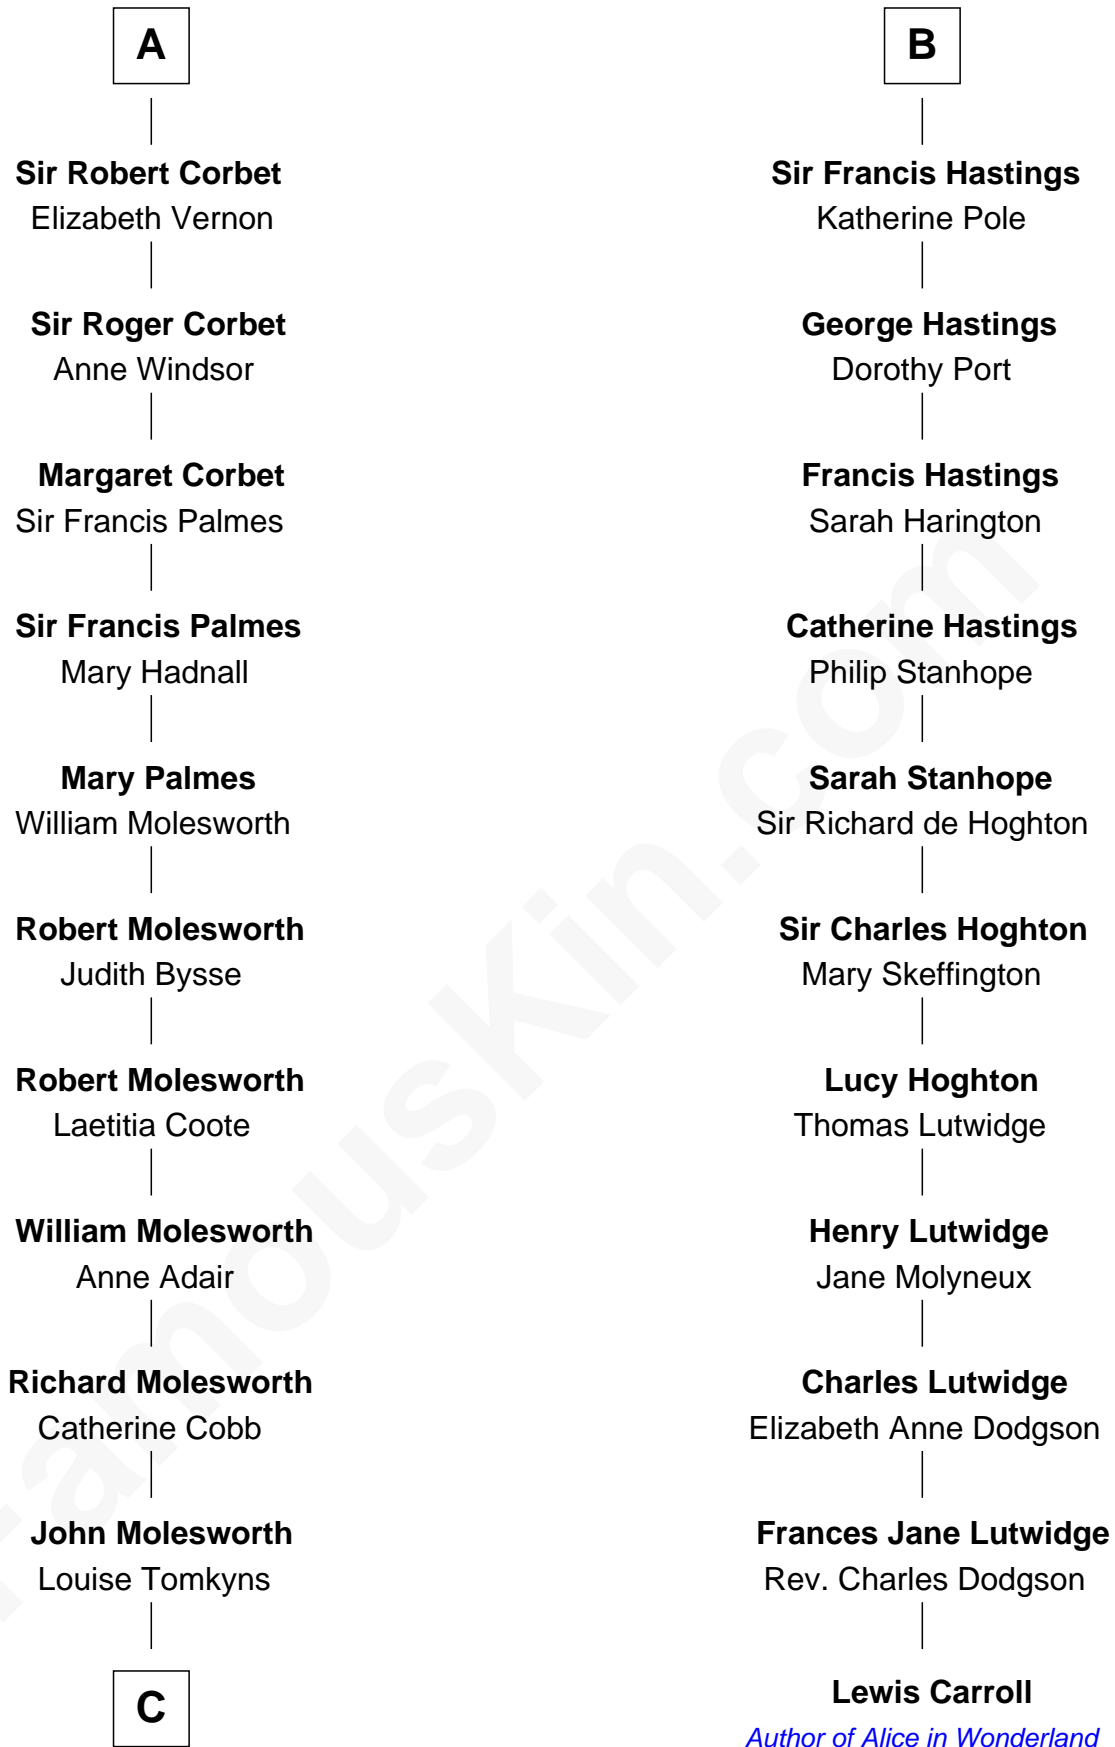 A
Sir Robert Corbet
Elizabeth Vernon
Sir Roger Corbet
Anne Windsor
Margaret Corbet
Sir Francis Palmes
Sir Francis Palmes
Mary Hadnall
Mary Palmes
William Molesworth
Robert Molesworth
Judith Bysse
Robert Molesworth
Laetitia Coote
William Molesworth
Anne Adair
Richard Molesworth
Catherine Cobb
John Molesworth
Louise Tomkyns
C
B
Sir Francis Hastings
Katherine Pole
George Hastings
Dorothy Port
Francis Hastings
Sarah Harington
Catherine Hastings
Philip Stanhope
Sarah Stanhope
Sir Richard de Hoghton
Sir Charles Hoghton
Mary Skeffington
Lucy Hoghton
Thomas Lutwidge
Henry Lutwidge
Jane Molyneux
Charles Lutwidge
Elizabeth Anne Dodgson
Frances Jane Lutwidge
Rev. Charles Dodgson
Lewis Carroll
Author of Alice in Wonderland
FamousKin.com